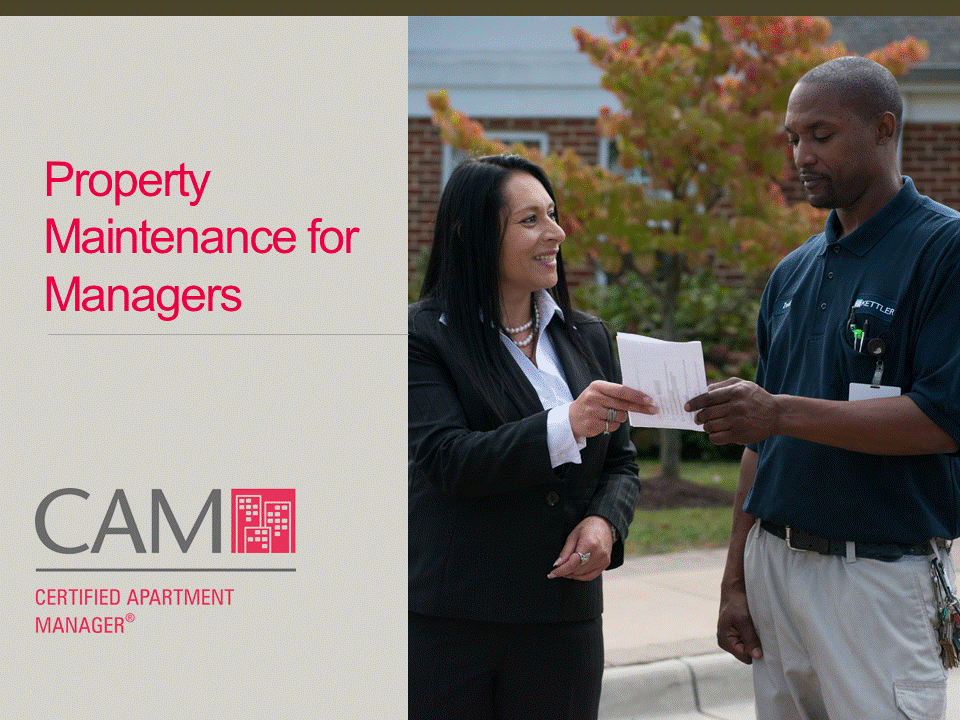 Property
Maintenance for
Managers
CAM
CERTIFIED APARTMENT
MANAGER®
KETTLER